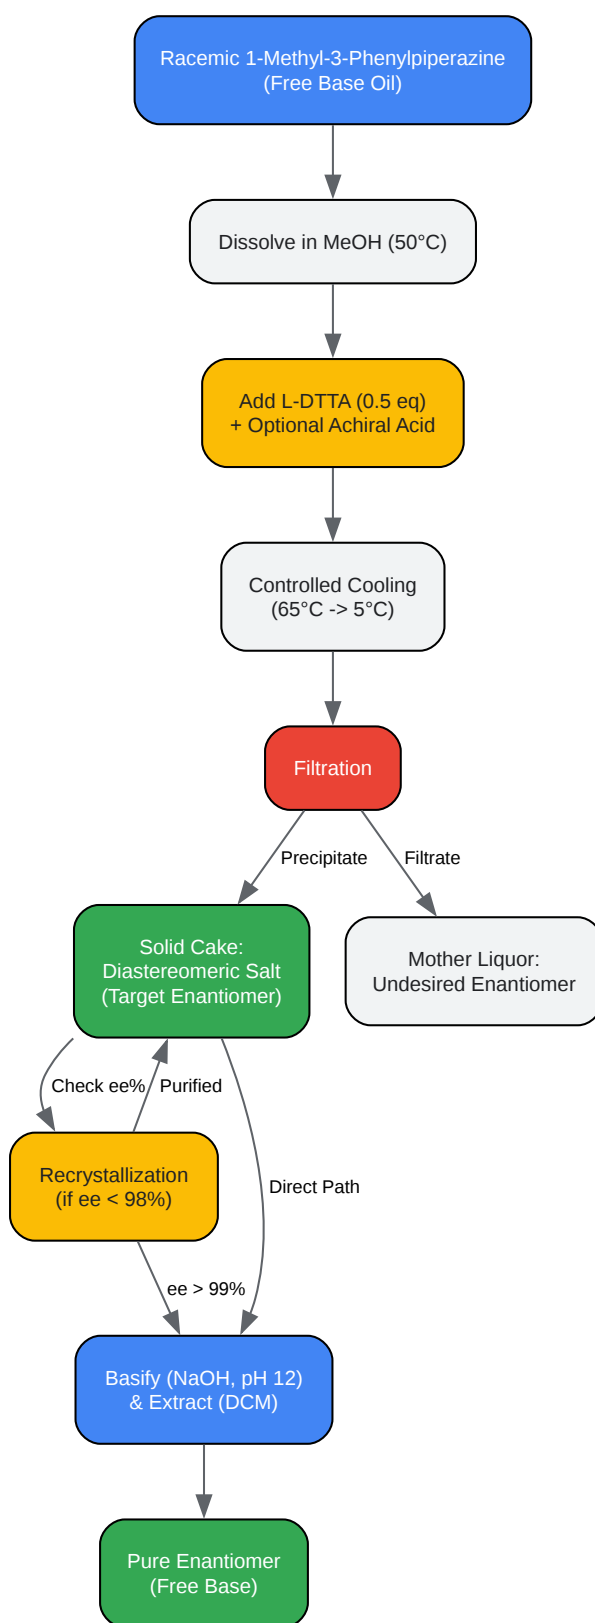 Racemic 1-Methyl-3-Phenylpiperazine
(Free Base Oil)
Dissolve in MeOH (50°C)
Add L-DTTA (0.5 eq)
+ Optional Achiral Acid
Controlled Cooling
(65°C -> 5°C)
Filtration
Precipitate
Filtrate
Solid Cake:
Diastereomeric Salt
(Target Enantiomer)
Mother Liquor:
Undesired Enantiomer
Check ee%
Purified
Recrystallization
(if ee < 98%)
Direct Path
ee > 99%
Basify (NaOH, pH 12)
& Extract (DCM)
Pure Enantiomer
(Free Base)